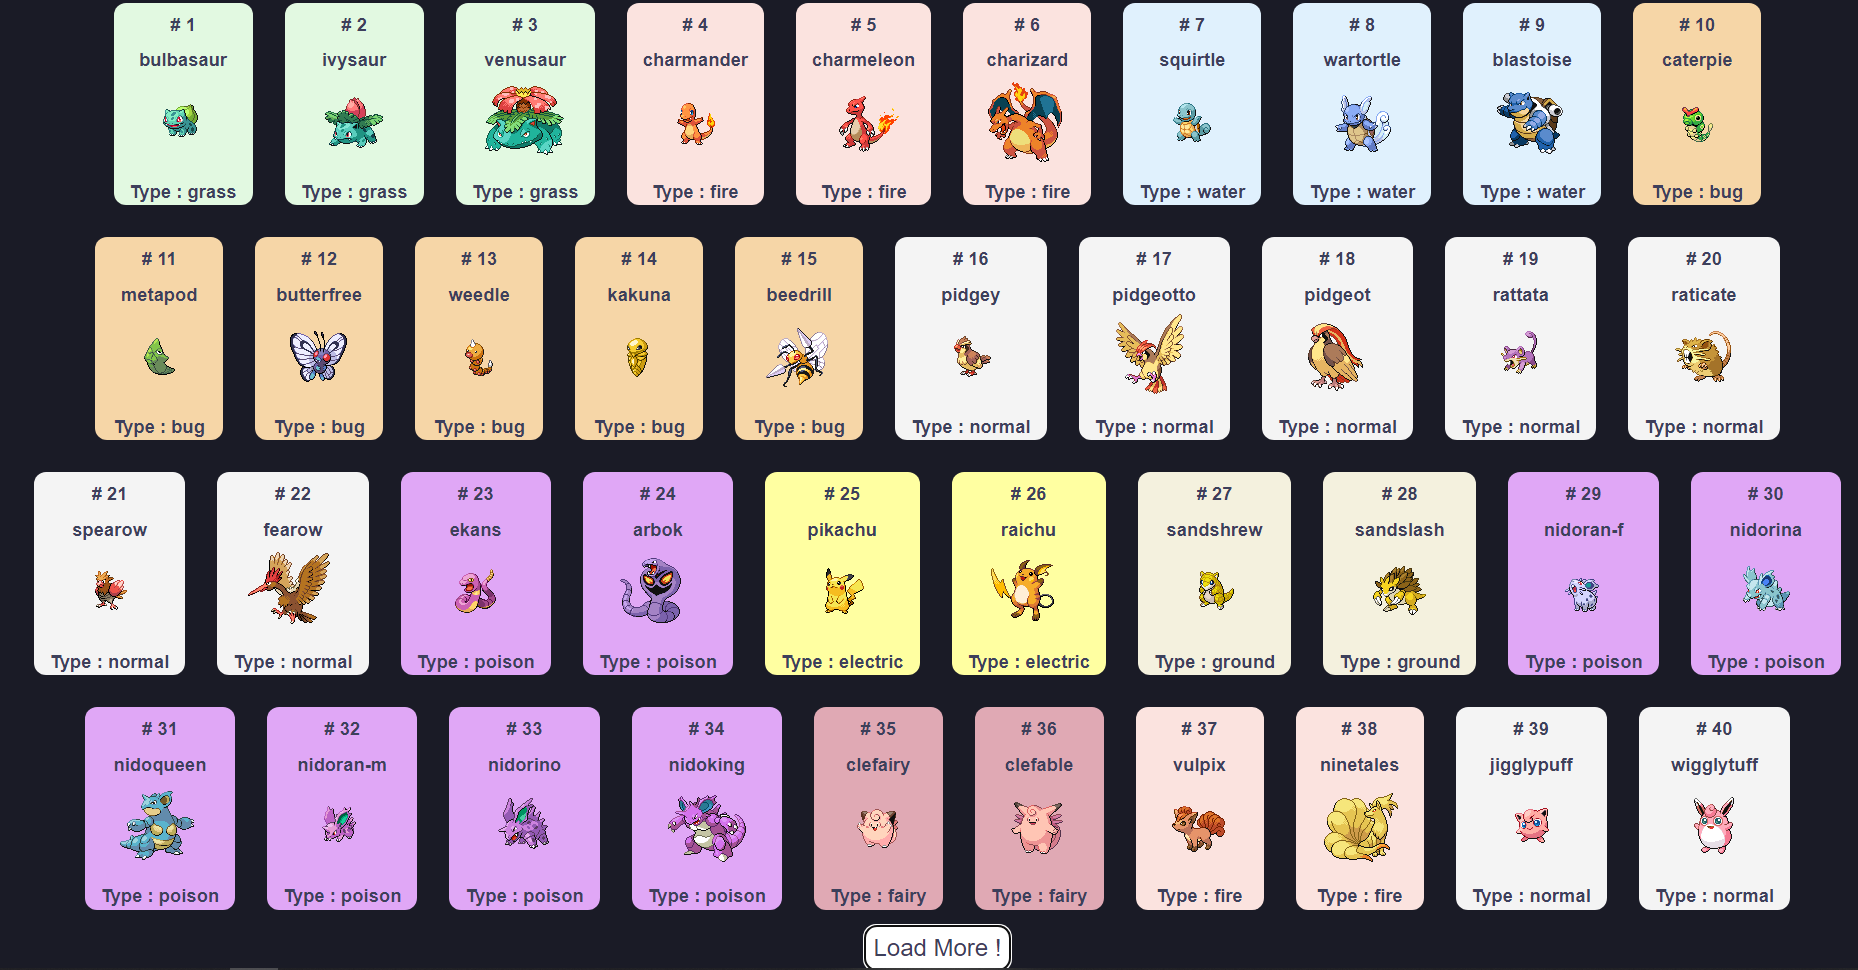 # 1 # 2 # 3 # 4 # 5 # 6 # 7 # 8 # 9 # 10
bulbasaur ivysaur venusaur charmander charmeleon charizard squirtle wartortle blastoise caterpie
Type : grass Type : grass Type : grass Type : fire Type : fire Type : fire Type : water Type : water Type : water Type : bug
# 11 # 12 # 13 # 14 # 15 # 16 # 17 # 18 # 19 # 20
metapod butterfree weedle kakuna beedrill pidgey pidgeotto pidgeot rattata raticate
Type : bug Type : bug Type : bug Type : bug Type : bug Type : normal Type : normal Type : normal Type : normal Type : normal
# 21 # 22 # 23 # 24 # 25 # 26 # 27 # 28 # 29 # 30
spearow fearow ekans arbok pikachu raichu sandshrew sandslash nidoran-f nidorina
Type : normal Type : normal Type : poison Type : poison Type : electric Type : electric Type : ground Type : ground Type : poison Type : poison
# 31 # 32 # 33 # 34 # 35 # 36 # 37 # 38 # 39 # 40
nidoqueen nidoran-m nidorino nidoking clefairy clefable vulpix ninetales jigglypuff wigglytuff
Type : poison Type : poison Type : poison Type : poison Type : fairy Type : fairy Type : fire Type : fire Type : normal Type : normal
Load More !